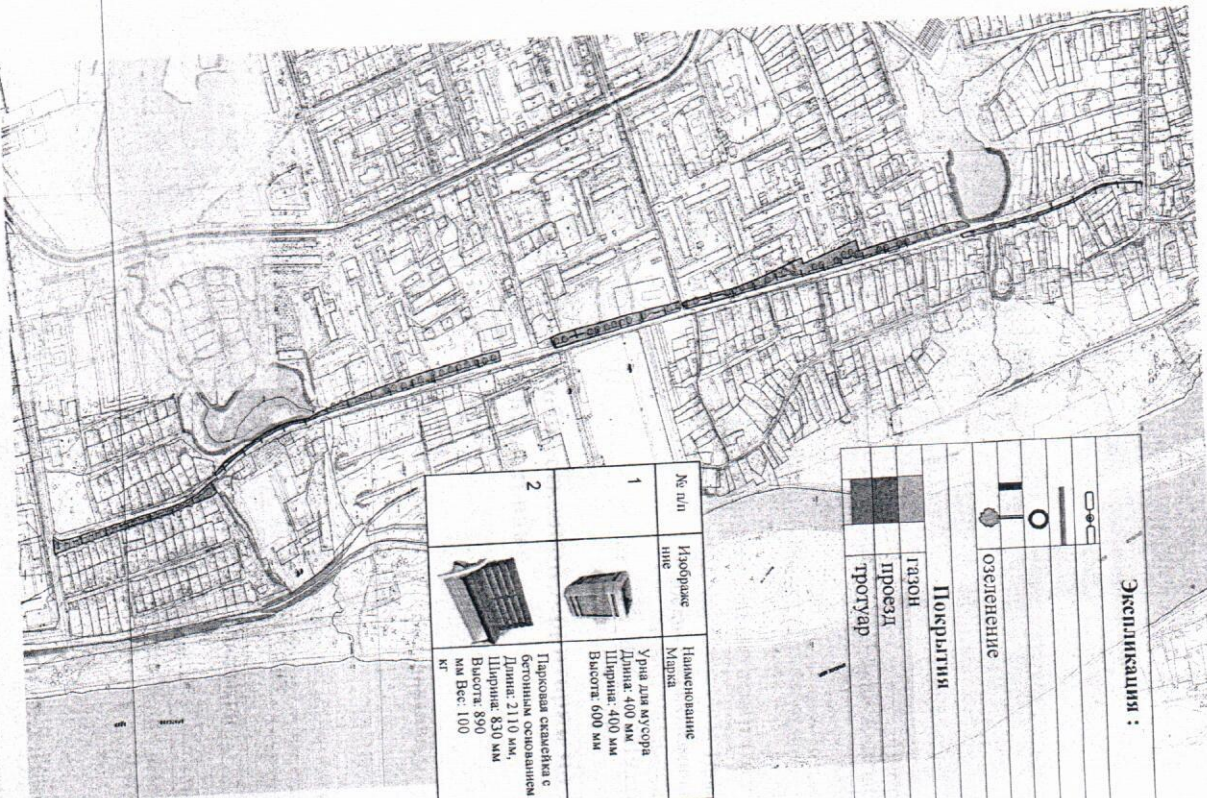 Экспликация :
озеленение
Покрытия
газон
проезд
тротуар
№ п/п
Изображе
ние
Наименование
Марка
1
Урна для мусора
Длина: 400 мм
Ширина: 400 мм
Высота: 600 мм
2
Парковая скамейка с
бетонным основанием
Длина: 2110 мм,
Ширина: 830 мм
Высота: 890
мм Вес: 100
кг